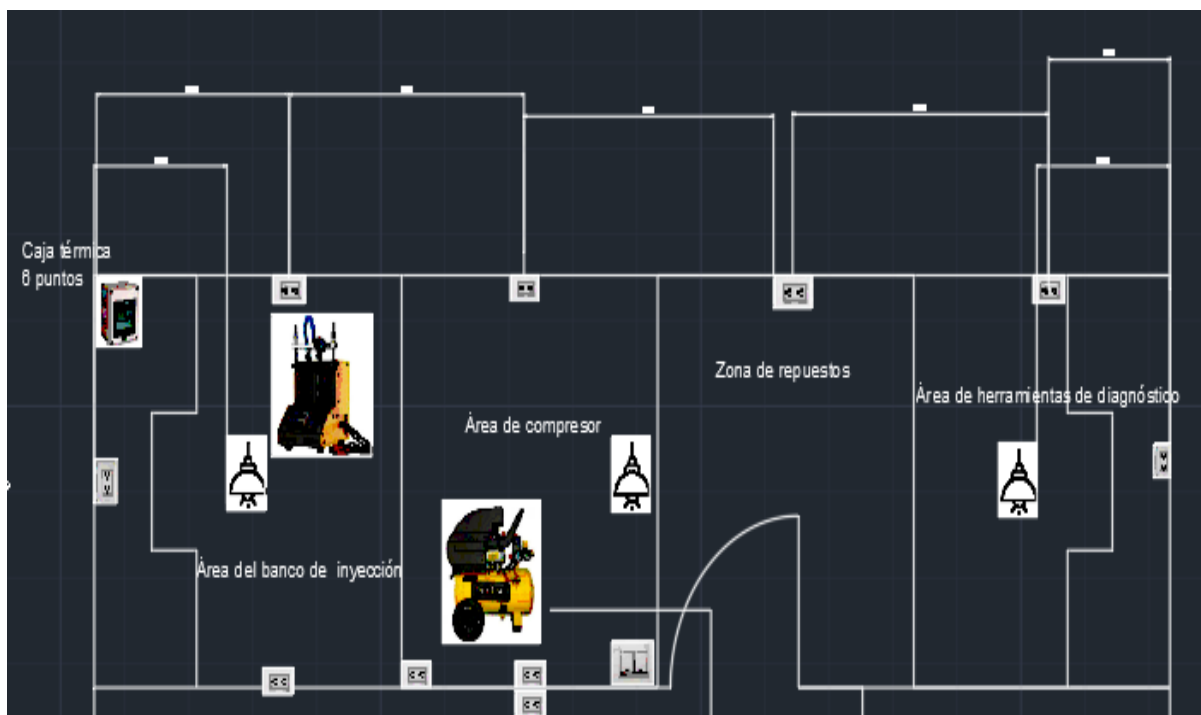 Caja térmica
8 puntos
Zona de repuestos
Área de herramientas de diagnóstico
Área de compresor
Área del banco de inyección